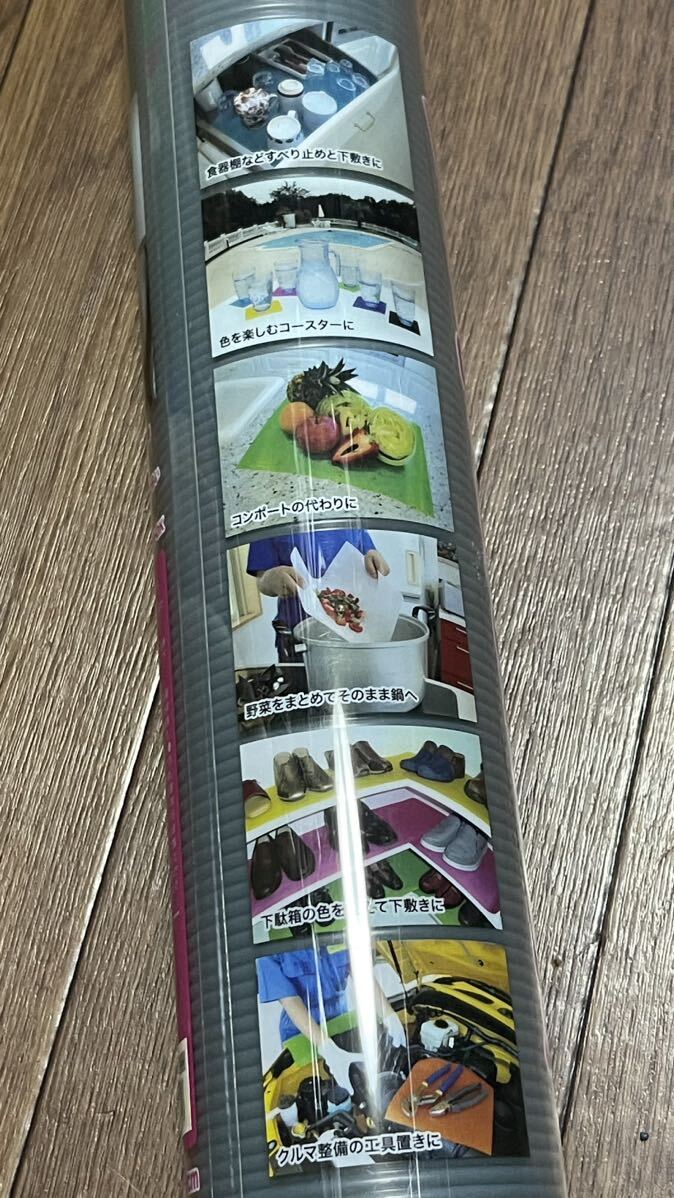 食器棚などすべり止めと下敷きに
色を楽しむコースターに
コンポートの代わりに
野菜をまとめてそのまま鍋へ
下駄箱の色を て下敷きに
クルマ整備の工具置きに